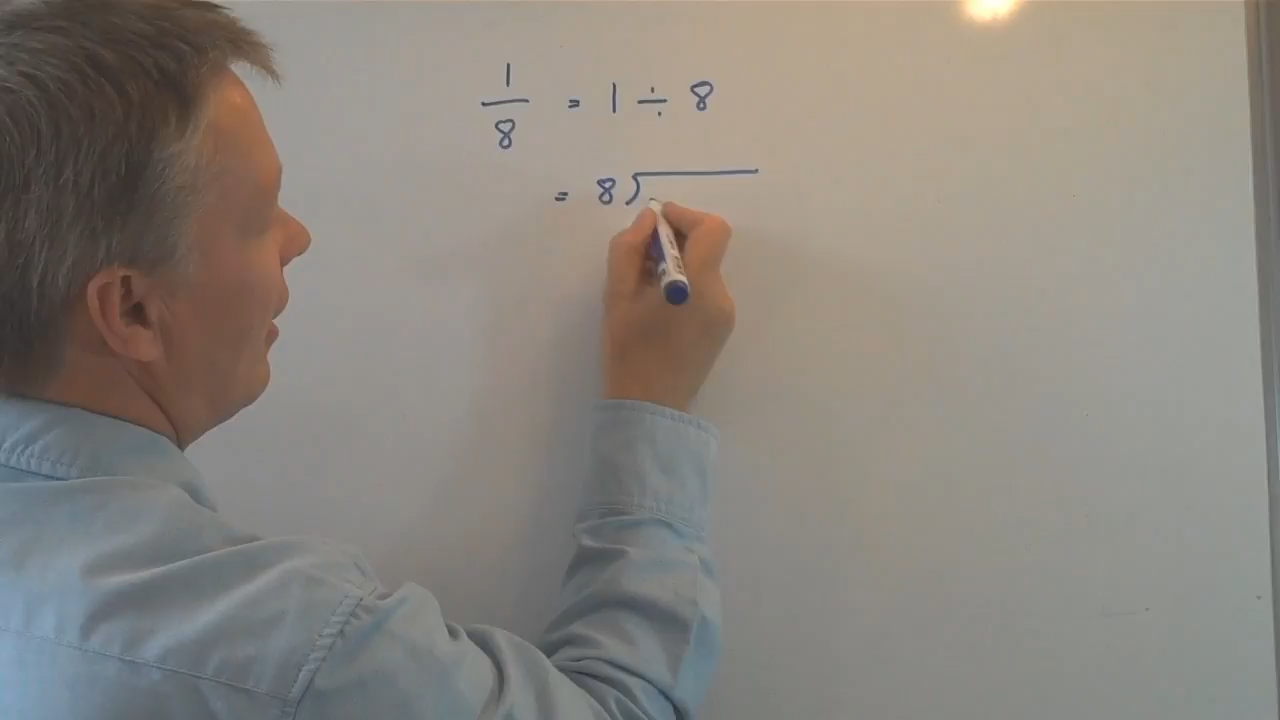 1/8 = 1 ÷ 8
= 8)